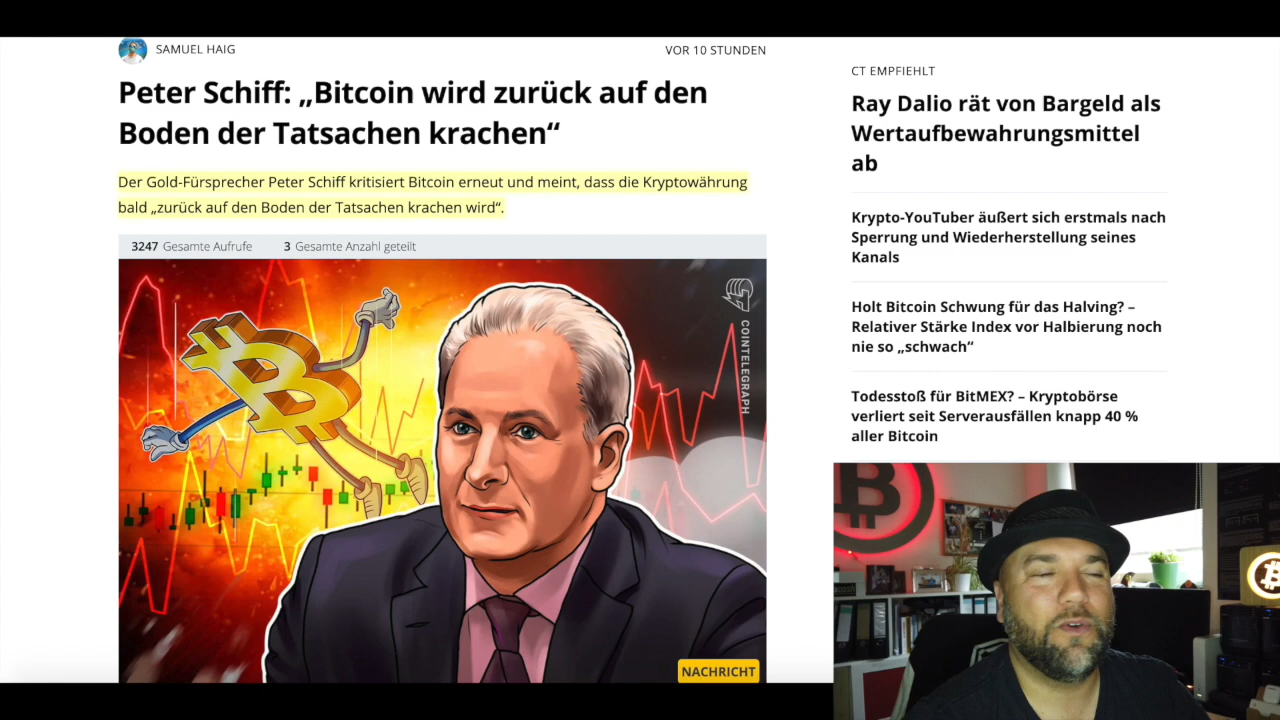 SAMUEL HAIG
VOR 10 STUNDEN
Peter Schiff: „Bitcoin wird zurück auf den
Boden der Tatsachen krachen“
Der Gold-Fürsprecher Peter Schiff kritisiert Bitcoin erneut und meint, dass die Kryptowährung
bald „zurück auf den Boden der Tatsachen krachen wird“.
3247 Gesamte Aufrufe 3 Gesamte Anzahl geteilt
COINTELEGRAPH
NACHRICHT
CT EMPFIEHLT
Ray Dalio rät von Bargeld als
Wertaufbewahrungsmittel
ab
Krypto-YouTuber äußert sich erstmals nach
Sperrung und Wiederherstellung seines
Kanals
Holt Bitcoin Schwung für das Halving? –
Relativer Stärke Index vor Halbierung noch
nie so „schwach“
Todesstoß für BitMEX? – Kryptobörse
verliert seit Serverausfällen knapp 40 %
aller Bitcoin